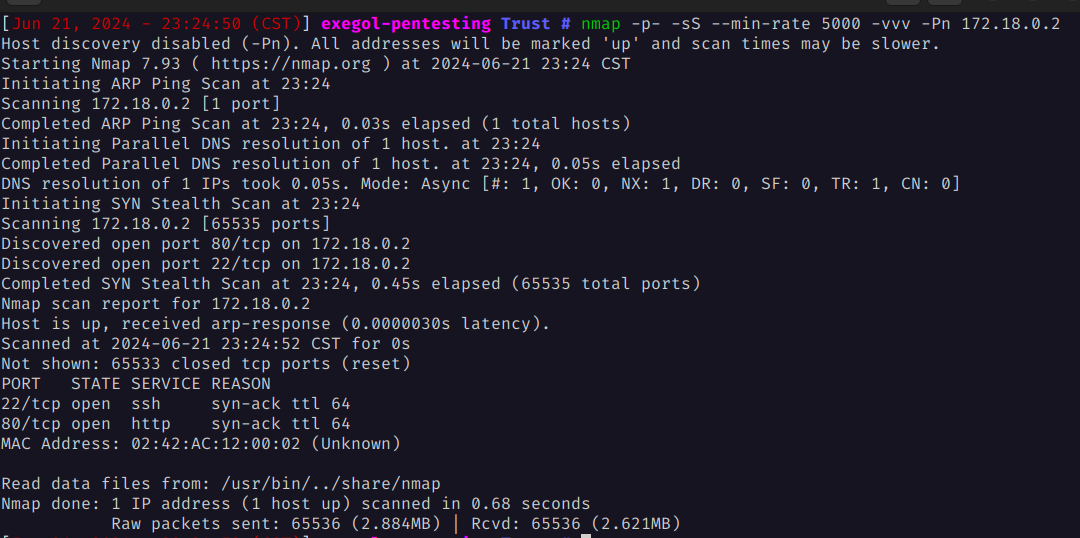 [Jun 21, 2024 - 23:24:50 (CST)] exegol-pentesting Trust # nmap -p- -sS --min-rate 5000 -vvv -Pn 172.18.0.2
Host discovery disabled (-Pn). All addresses will be marked 'up' and scan times may be slower.
Starting Nmap 7.93 ( https://nmap.org ) at 2024-06-21 23:24 CST
Initiating ARP Ping Scan at 23:24
Scanning 172.18.0.2 [1 port]
Completed ARP Ping Scan at 23:24, 0.03s elapsed (1 total hosts)
Initiating Parallel DNS resolution of 1 host. at 23:24
Completed Parallel DNS resolution of 1 host. at 23:24, 0.05s elapsed
DNS resolution of 1 IPs took 0.05s. Mode: Async [#: 1, OK: 0, NX: 1, DR: 0, SF: 0, TR: 1, CN: 0]
Initiating SYN Stealth Scan at 23:24
Scanning 172.18.0.2 [65535 ports]
Discovered open port 80/tcp on 172.18.0.2
Discovered open port 22/tcp on 172.18.0.2
Completed SYN Stealth Scan at 23:24, 0.45s elapsed (65535 total ports)
Nmap scan report for 172.18.0.2
Host is up, received arp-response (0.0000030s latency).
Scanned at 2024-06-21 23:24:52 CST for 0s
Not shown: 65533 closed tcp ports (reset)
PORT   STATE SERVICE REASON
22/tcp open  ssh     syn-ack ttl 64
80/tcp open  http    syn-ack ttl 64
MAC Address: 02:42:AC:12:00:02 (Unknown)

Read data files from: /usr/bin/../share/nmap
Nmap done: 1 IP address (1 host up) scanned in 0.68 seconds
           Raw packets sent: 65536 (2.884MB) | Rcvd: 65536 (2.621MB)